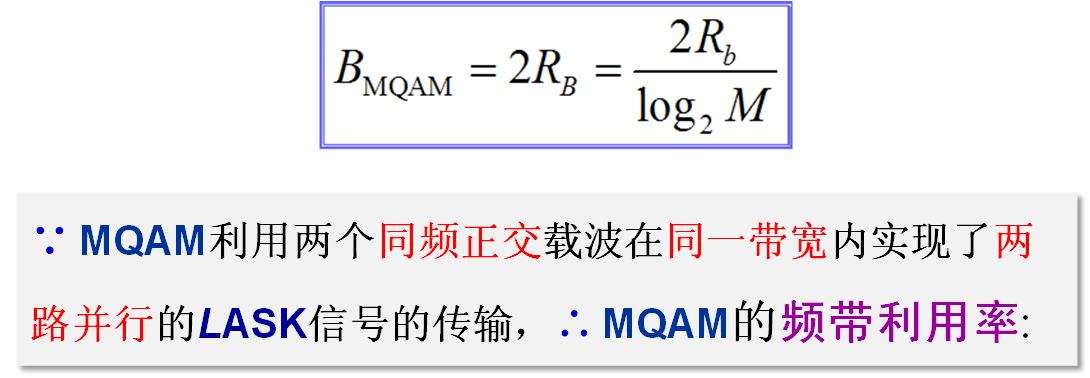 B_MQAM = 2R_B = 2R_b / log_2 M
∵ MQAM利用两个同频正交载波在同一带宽内实现了两
路并行的LASK信号的传输，∴ MQAM的频带利用率: